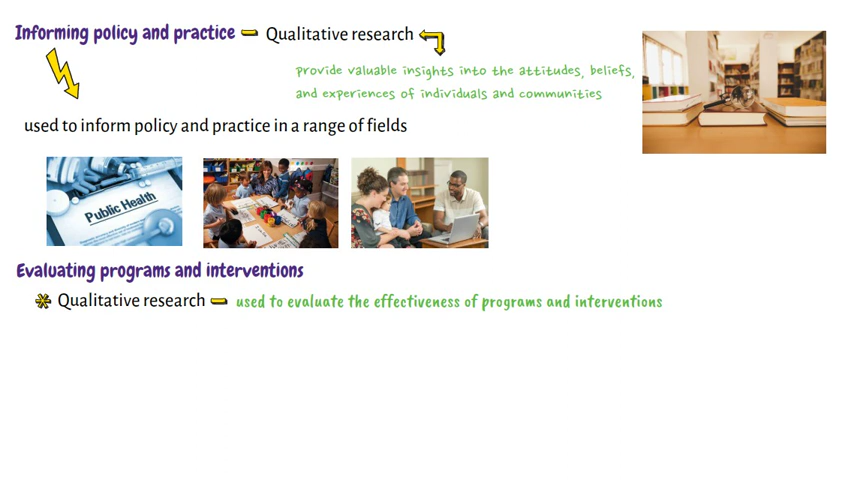 Informing policy and practice - Qualitative research
provide valuable insights into the attitudes, beliefs,
and experiences of individuals and communities
used to inform policy and practice in a range of fields
Public Health
Evaluating programs and interventions
* Qualitative research - used to evaluate the effectiveness of programs and interventions